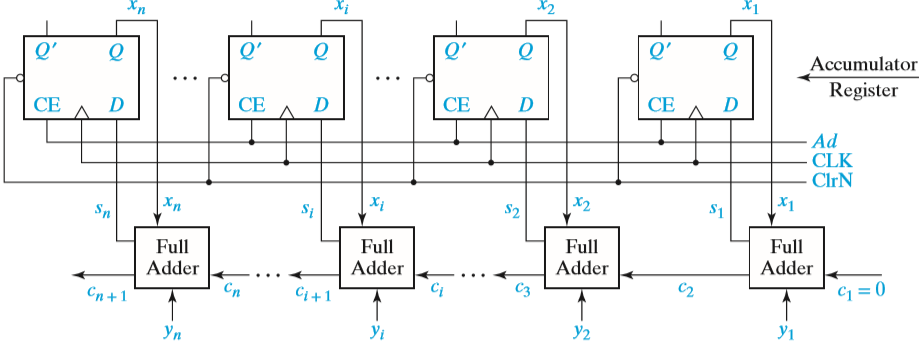 xₙ xᵢ x₂ x₁
Q′ Q Q′ Q Q′ Q Q′ Q
... ...
Accumulator
Register
CE D CE D CE D CE D
Ad
CLK
ClrN
sₙ xₙ sᵢ xᵢ s₂ x₂ s₁ x₁
Full Full Full Full
Adder Adder Adder Adder
cₙ₊₁ cₙ ... cᵢ₊₁ cᵢ ... c₃ c₂ c₁ = 0
yₙ yᵢ y₂ y₁